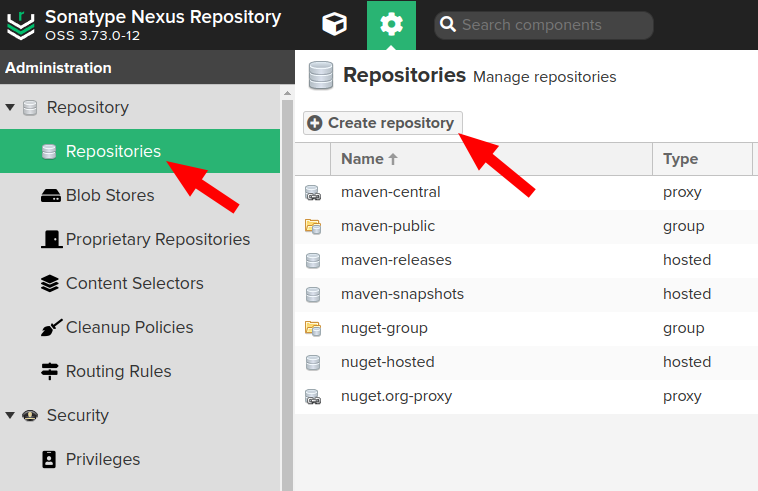 Sonatype Nexus Repository
OSS 3.73.0-12
Search components
Administration
Repository
Repositories
Blob Stores
Proprietary Repositories
Content Selectors
Cleanup Policies
Routing Rules
Security
Privileges
Repositories Manage repositories
Create repository
Name Type
maven-central proxy
maven-public group
maven-releases hosted
maven-snapshots hosted
nuget-group group
nuget-hosted hosted
nuget.org-proxy proxy